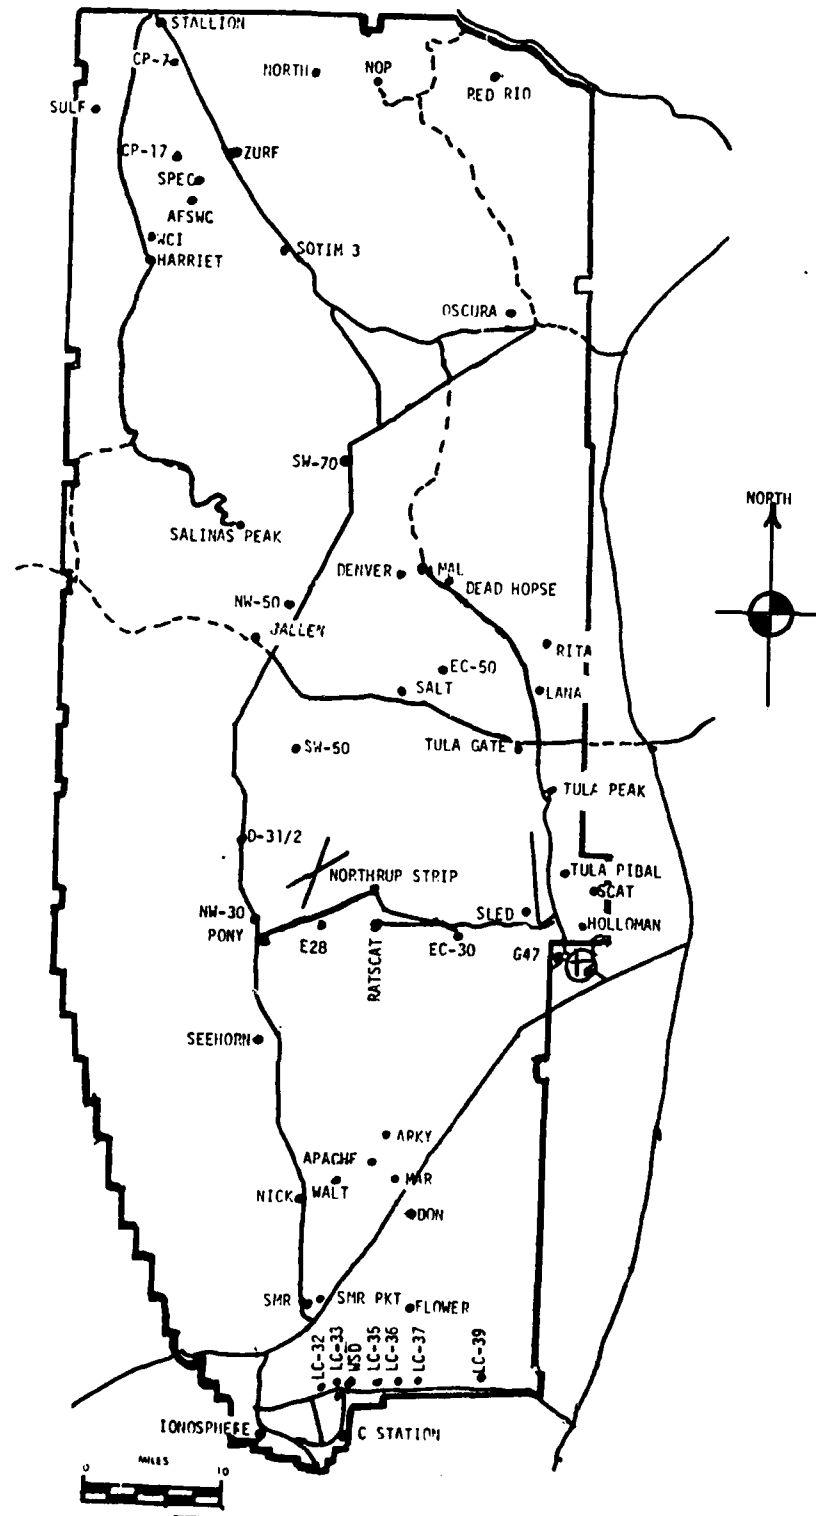 STALLION
CP-7
NORTH
NOP
RED RIO
SULF
CP-17
ZURF
SPEC
AFSWC
WCI
HARRIET
SOTIM 3
OSCURA
SW-70
NORTH
SALINAS PEAK
DENVER
MAL
DEAD HOPSE
NW-50
JALLEN
RITA
EC-50
SALT
LANA
SW-50
TULA GATE
TULA PEAK
D-31/2
NORTHRUP STRIP
TULA PIBAL
SCAT
NW-30
SLED
HOLLOMAN
PONY
E28
RATSCAT
EC-30
G47
SEEHORN
ARKY
APACHE
MAR
NICK
WALT
DON
SMR
SMR PKT
FLOWER
LC-32
LC-33
WSD
LC-35
LC-36
LC-37
LC-39
IONOSPHERE
C STATION
0 MILES 10